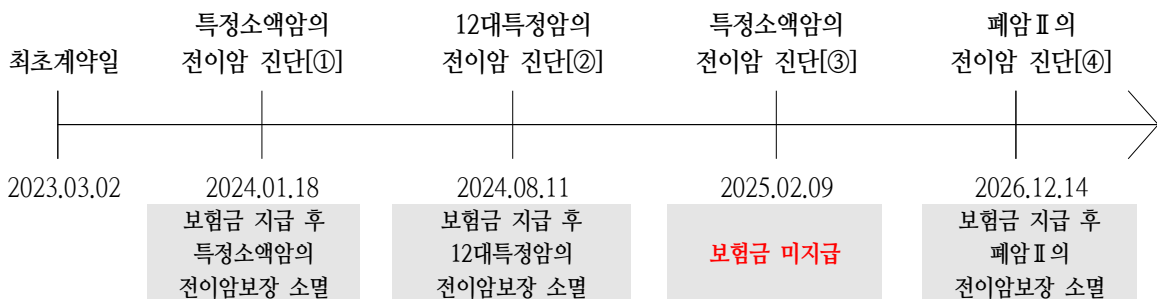 최초계약일
특정소액암의
전이암 진단[①]
12대특정암의
전이암 진단[②]
특정소액암의
전이암 진단[③]
폐암Ⅱ의
전이암 진단[④]
2023.03.02
2024.01.18
2024.08.11
2025.02.09
2026.12.14
보험금 지급 후
특정소액암의
전이암보장 소멸
보험금 지급 후
12대특정암의
전이암보장 소멸
보험금 미지급
보험금 지급 후
폐암Ⅱ의
전이암보장 소멸